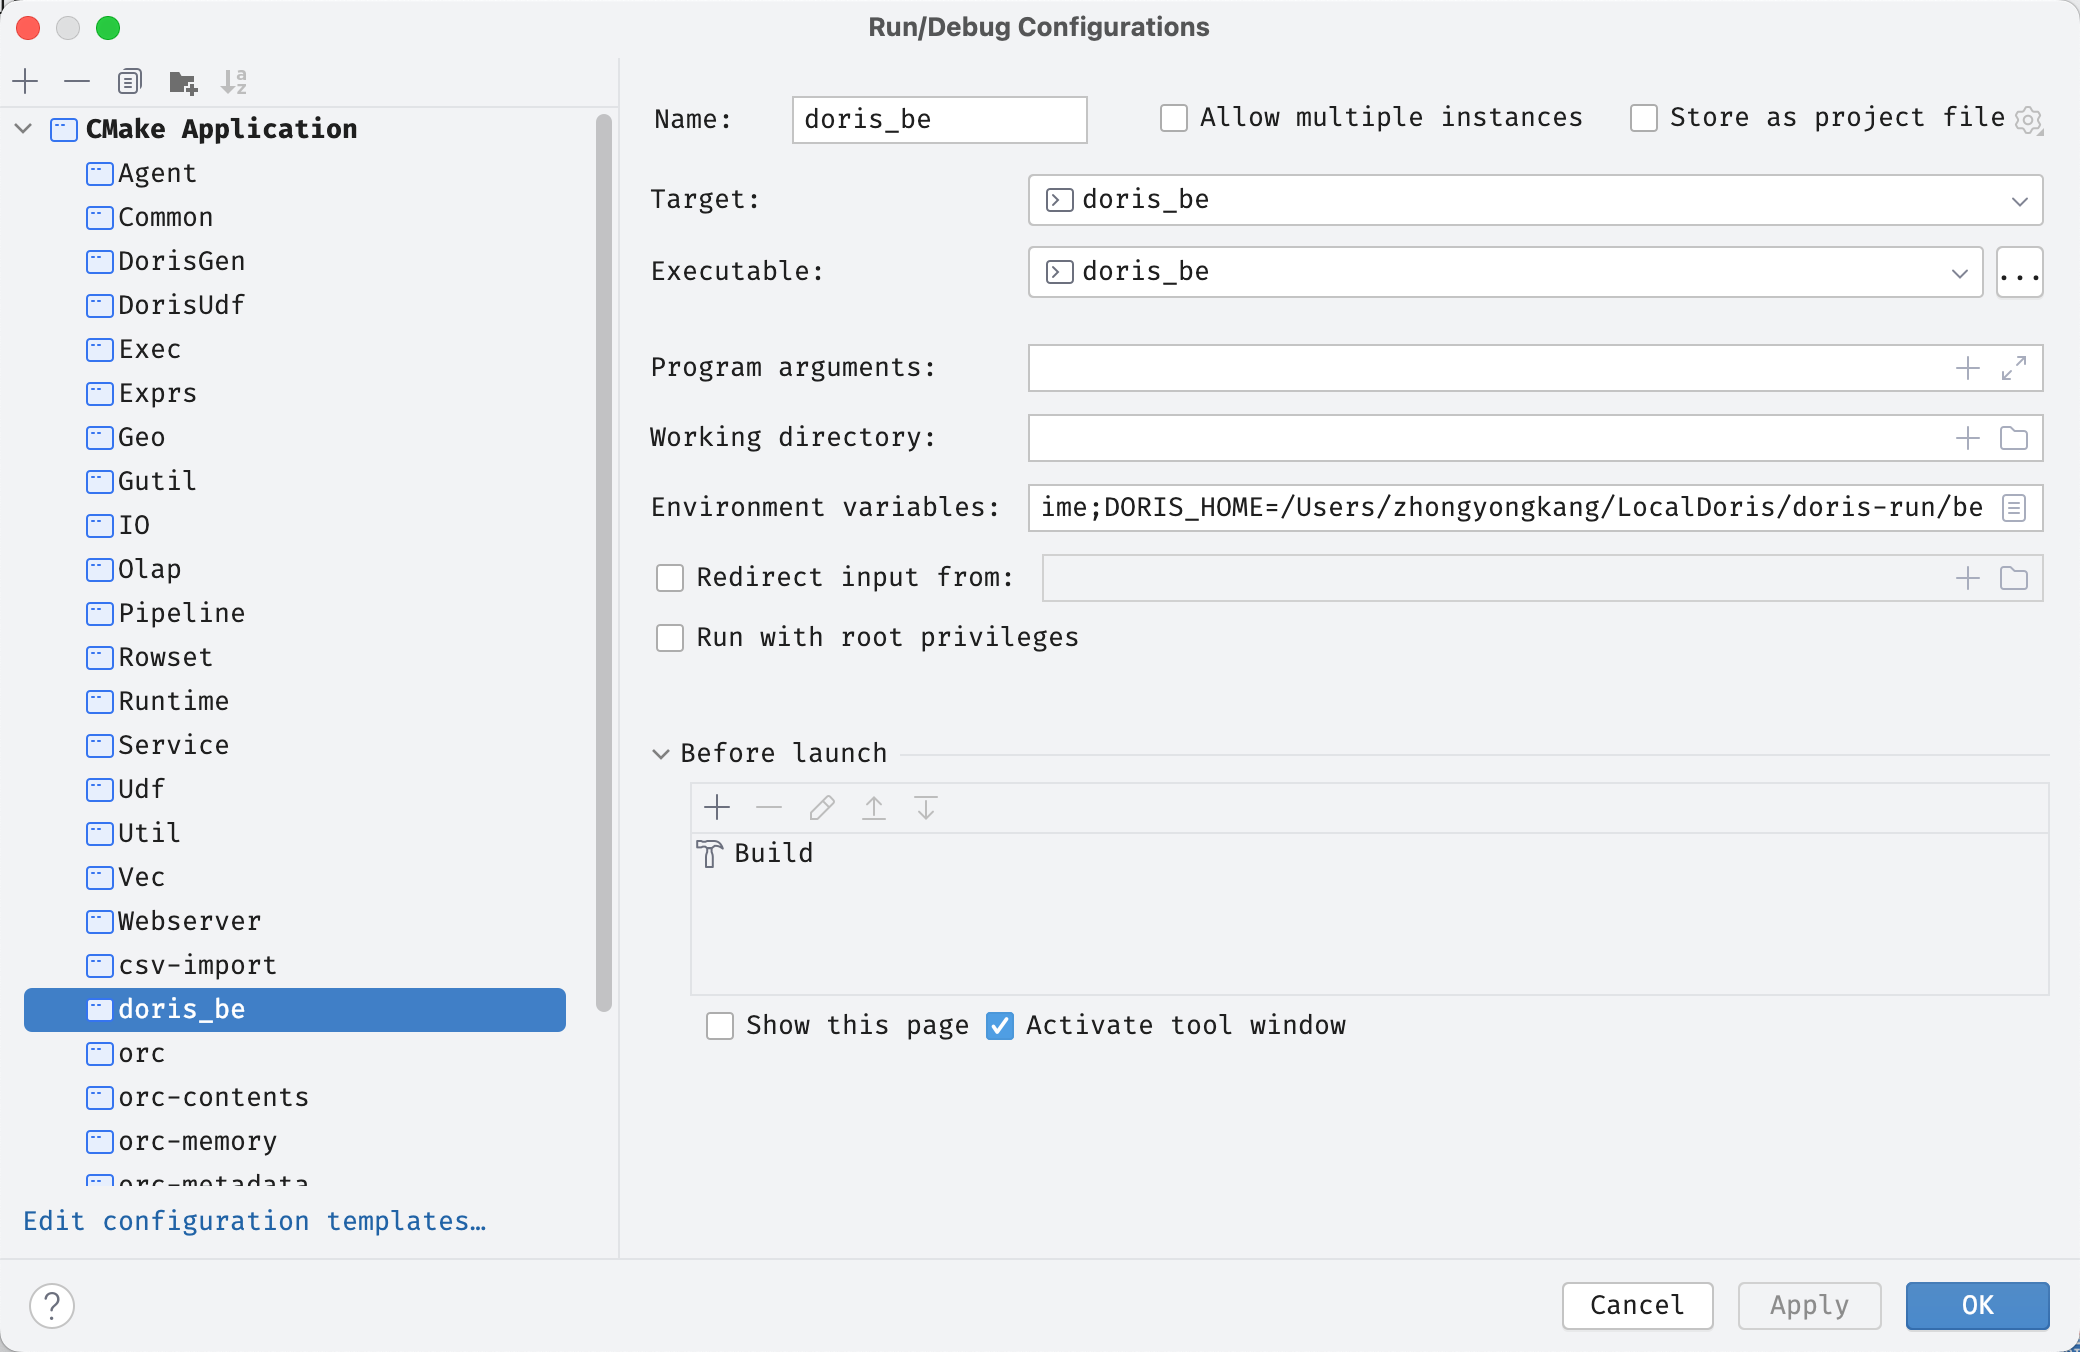 Run/Debug Configurations
CMake Application
Agent
Common
DorisGen
DorisUdf
Exec
Exprs
Geo
Gutil
IO
Olap
Pipeline
Rowset
Runtime
Service
Udf
Util
Vec
Webserver
csv-import
doris_be
orc
orc-contents
orc-memory
orc-metadata
Edit configuration templates…
Name: doris_be Allow multiple instances Store as project file
Target: doris_be
Executable: doris_be ...
Program arguments:
Working directory:
Environment variables: ime;DORIS_HOME=/Users/zhongyongkang/LocalDoris/doris-run/be
Redirect input from:
Run with root privileges
Before launch
Build
Show this page Activate tool window
? Cancel Apply OK